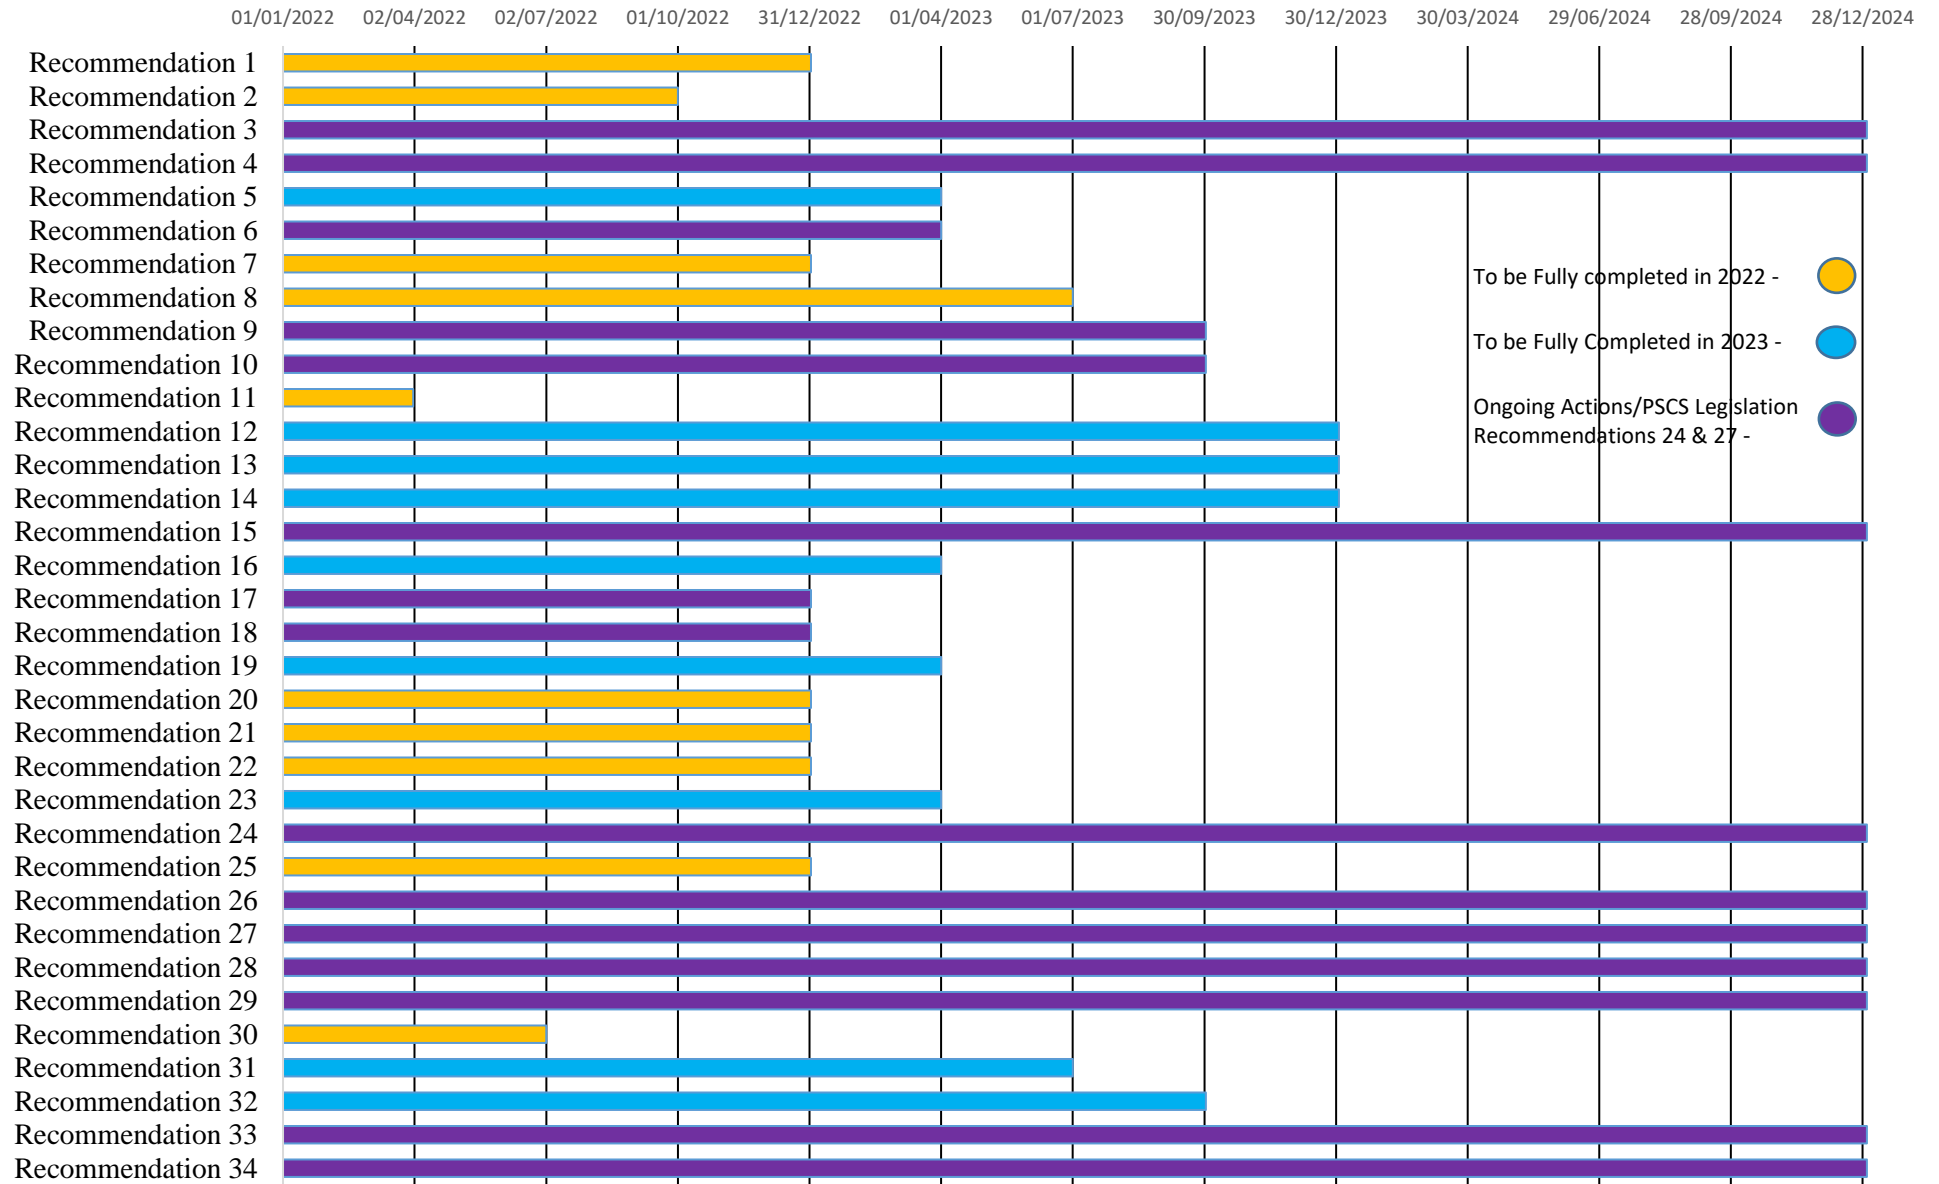 01/01/2022 02/04/2022 02/07/2022 01/10/2022 31/12/2022 01/04/2023 01/07/2023 30/09/2023 30/12/2023 30/03/2024 29/06/2024 28/09/2024 28/12/2024
Recommendation 1
Recommendation 2
Recommendation 3
Recommendation 4
Recommendation 5
Recommendation 6
Recommendation 7
Recommendation 8
Recommendation 9
Recommendation 10
Recommendation 11
Recommendation 12
Recommendation 13
Recommendation 14
Recommendation 15
Recommendation 16
Recommendation 17
Recommendation 18
Recommendation 19
Recommendation 20
Recommendation 21
Recommendation 22
Recommendation 23
Recommendation 24
Recommendation 25
Recommendation 26
Recommendation 27
Recommendation 28
Recommendation 29
Recommendation 30
Recommendation 31
Recommendation 32
Recommendation 33
Recommendation 34
To be Fully completed in 2022 -
To be Fully Completed in 2023 -
Ongoing Actions/PSCS Legislation
Recommendations 24 & 27 -